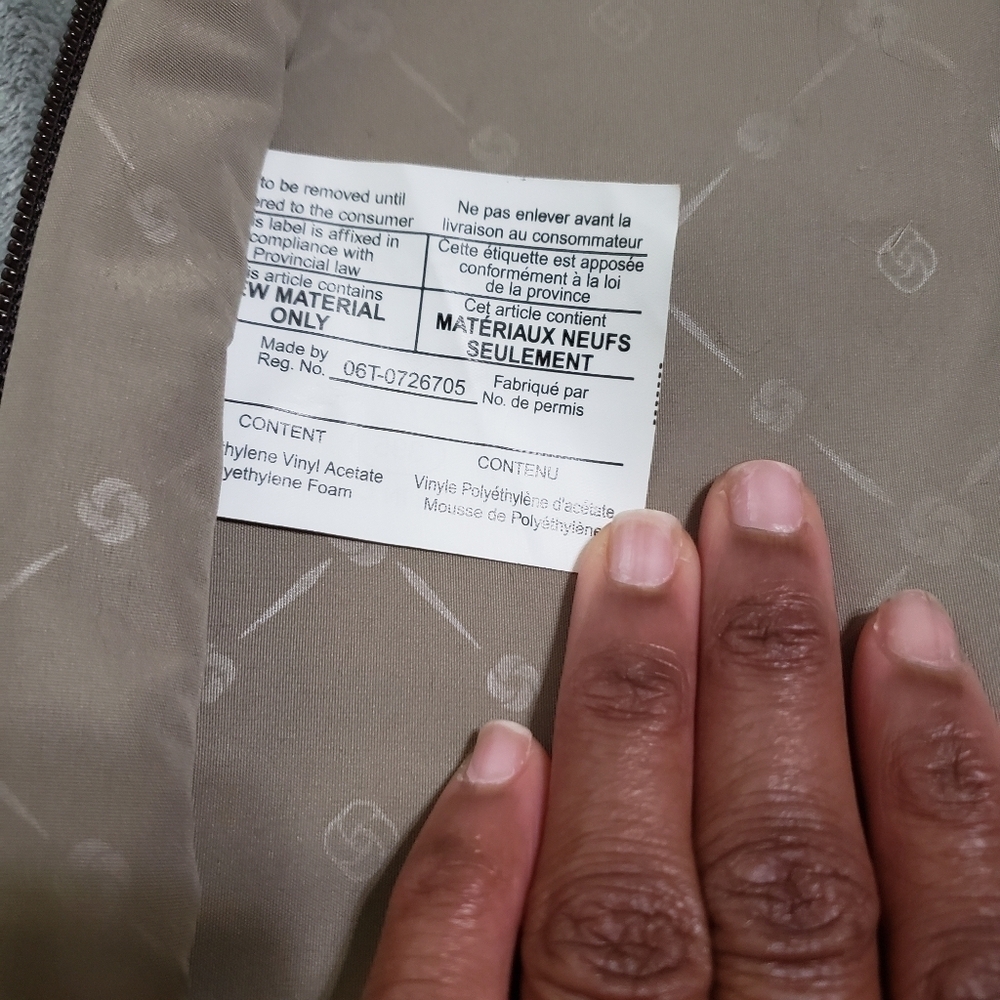 to be removed until
ered to the consumer
s label is affixed in
compliance with
Provincial law
is article contains
EW MATERIAL
ONLY
Ne pas enlever avant la
livraison au consommateur
Cette étiquette est apposée
conformément à la loi
de la province
Cet article contient
MATÉRIAUX NEUFS
SEULEMENT
Made by
Reg. No. 06T-0726705 Fabriqué par
No. de permis
CONTENT
hylene Vinyl Acetate
yethylene Foam
CONTENU
Vinyle Polyéthylène d'acétate
Mousse de Polyéthylène